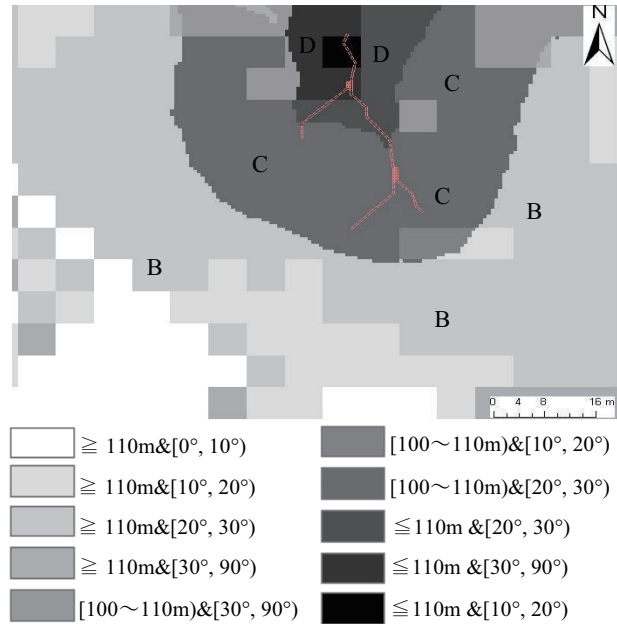 N
D
D
C
C
C
B
B
B
0 4 8 16 m
≧ 110m&[0°, 10°)
≧ 110m&[10°, 20°)
≧ 110m&[20°, 30°)
≧ 110m&[30°, 90°)
[100～110m)&[30°, 90°)
[100～110m)&[10°, 20°)
[100～110m)&[20°, 30°)
≦110m &[20°, 30°)
≦110m &[30°, 90°)
≦110m &[10°, 20°)